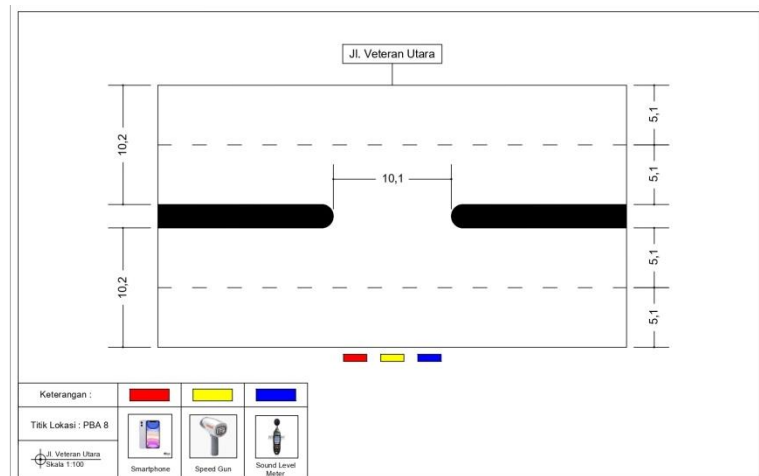 Jl. Veteran Utara
10,2
5,1
5,1
10,1
10,2
5,1
5,1
Keterangan :
Titik Lokasi : PBA 8
Jl. Veteran Utara
Skala 1:100
Smartphone
Speed Gun
Sound Level
Meter